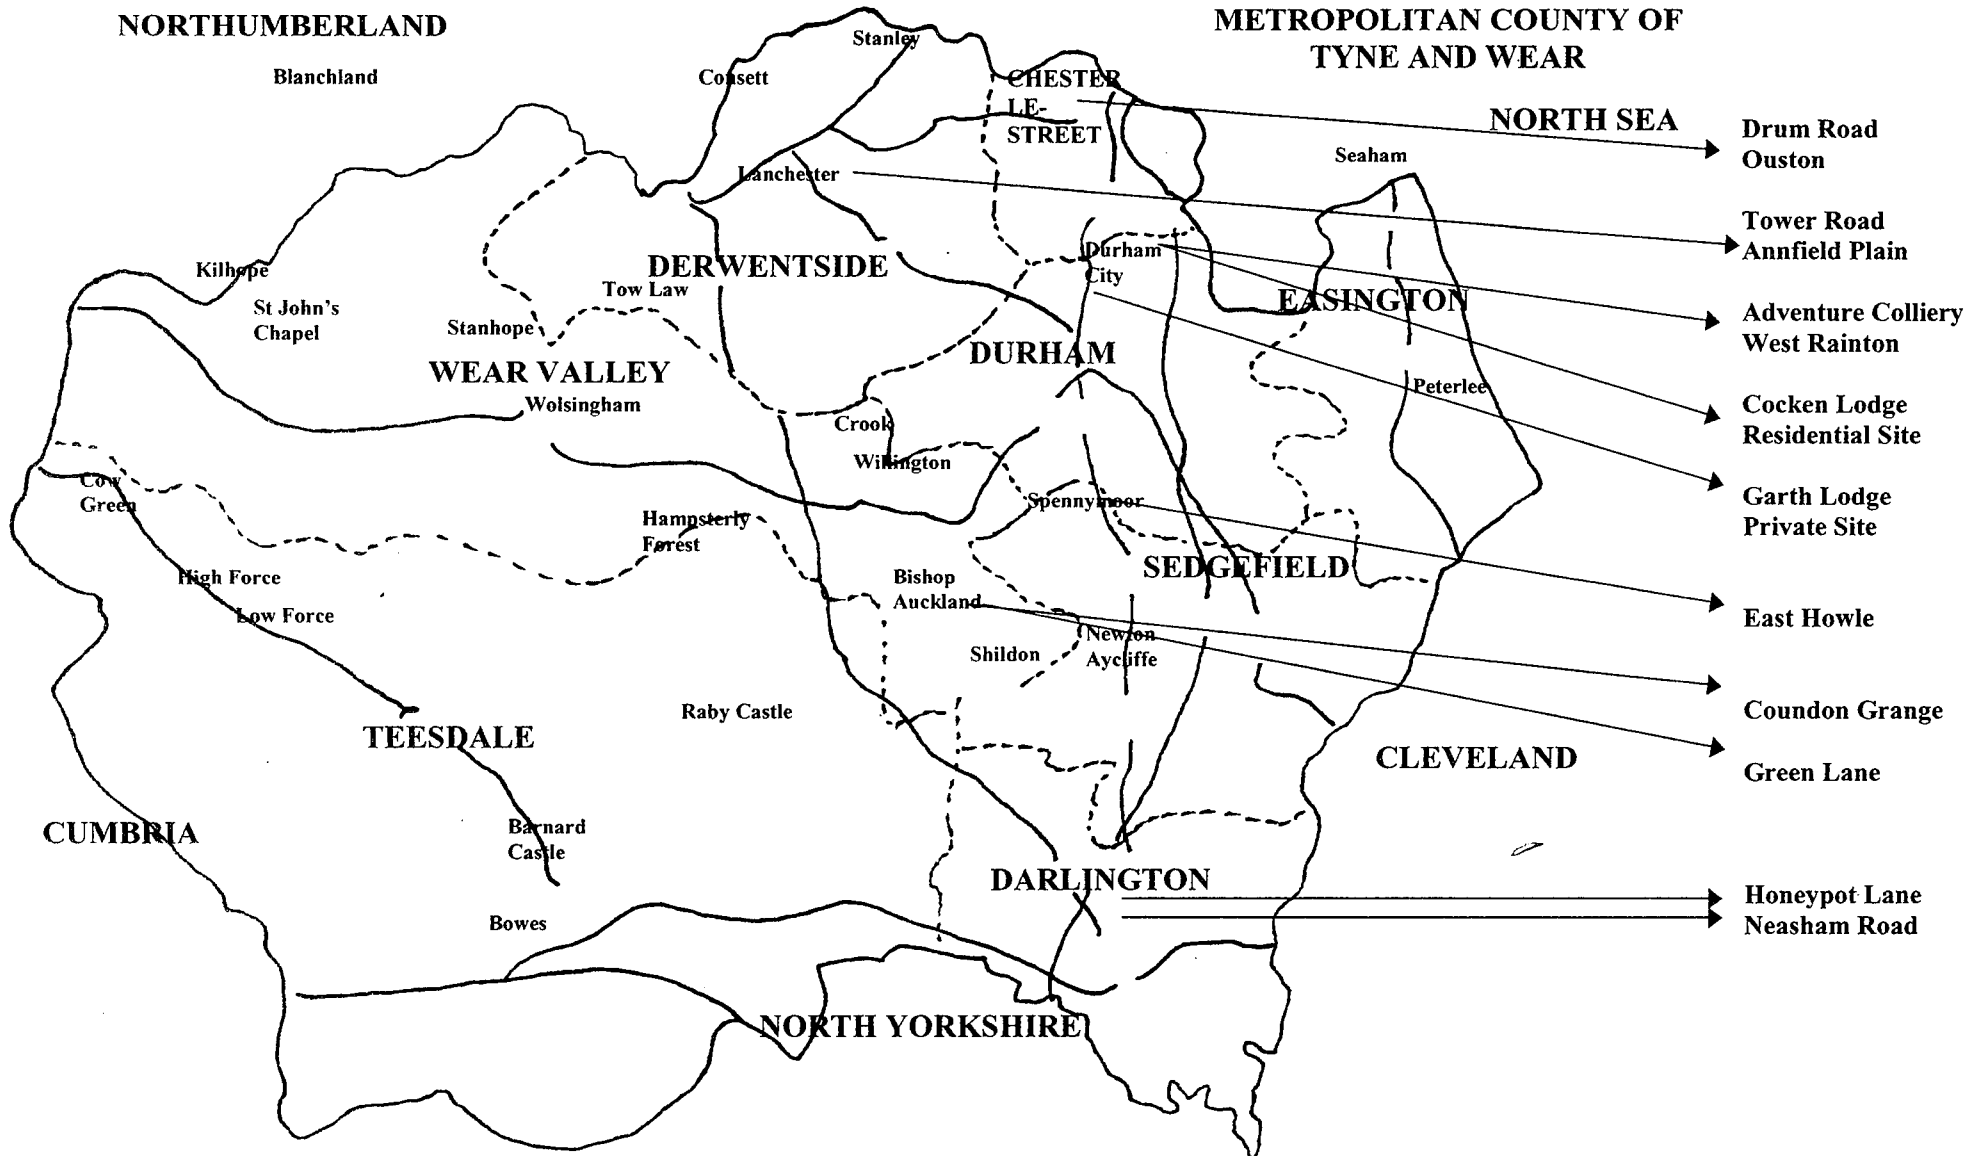 NORTHUMBERLAND
METROPOLITAN COUNTY OF
TYNE AND WEAR
Blanchland
Stanley
Consett
CHESTER
LE-
STREET
NORTH SEA
Drum Road
Ouston
Seaham
Lanchester
Tower Road
Annfield Plain
Kilhope
DERWENTSIDE
Durham
City
Tow Law
St John's
Chapel
EASINGTON
Adventure Colliery
West Rainton
Stanhope
DURHAM
WEAR VALLEY
Wolsingham
Peterlee
Cocken Lodge
Residential Site
Crook
Willington
Cow
Green
Spennymoor
Garth Lodge
Private Site
Hampsterly
Forest
SEDGEFIELD
High Force
Bishop
Auckland
Low Force
East Howle
Newton
Aycliffe
Shildon
Raby Castle
Coundon Grange
TEESDALE
CLEVELAND
Green Lane
CUMBRIA
Barnard
Castle
DARLINGTON
Honeypot Lane
Neasham Road
Bowes
NORTH YORKSHIRE